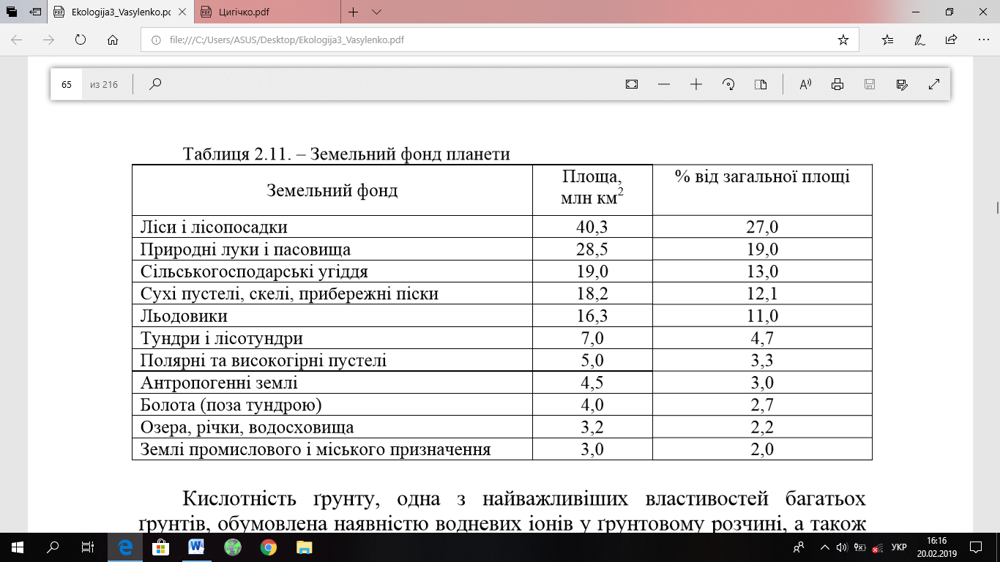 Ekologija3_Vasylenko.pc
Цигічко.pdf
file:///C:/Users/ASUS/Desktop/Ekologija3_Vasylenko.pdf
65 из 216
Таблиця 2.11. – Земельний фонд планети
Земельний фонд
Площа,
млн км²
% від загальної площі
Ліси і лісопосадки 40,3 27,0
Природні луки і пасовища 28,5 19,0
Сільськогосподарські угіддя 19,0 13,0
Сухі пустелі, скелі, прибережні піски 18,2 12,1
Льодовики 16,3 11,0
Тундри і лісотундри 7,0 4,7
Полярні та високогірні пустелі 5,0 3,3
Антропогенні землі 4,5 3,0
Болота (поза тундрою) 4,0 2,7
Озера, річки, водосховища 3,2 2,2
Землі промислового і міського призначення 3,0 2,0
Кислотність ґрунту, одна з найважливіших властивостей багатьох
ґрунтів, обумовлена наявністю водневих іонів у ґрунтовому розчині, а також
УКР
16:16
20.02.2019